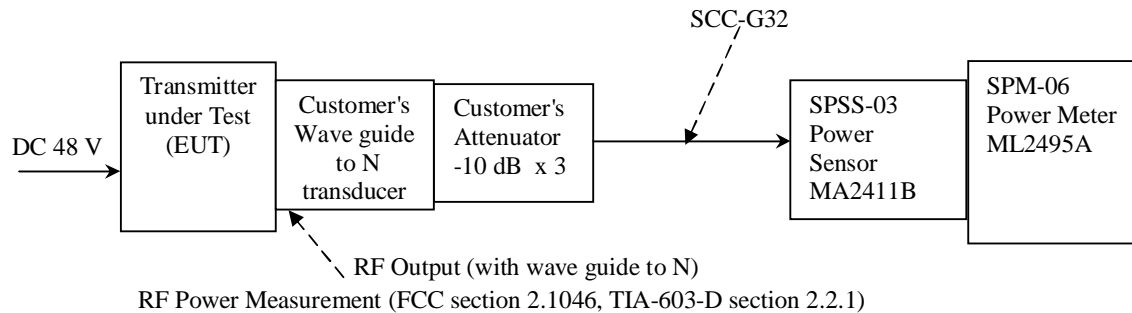 SCC-G32
DC 48 V
Transmitter
under Test
(EUT)
Customer's
Wave guide
to N
transducer
Customer's
Attenuator
-10 dB x 3
SPSS-03
Power
Sensor
MA2411B
SPM-06
Power Meter
ML2495A
RF Output (with wave guide to N)
RF Power Measurement (FCC section 2.1046, TIA-603-D section 2.2.1)